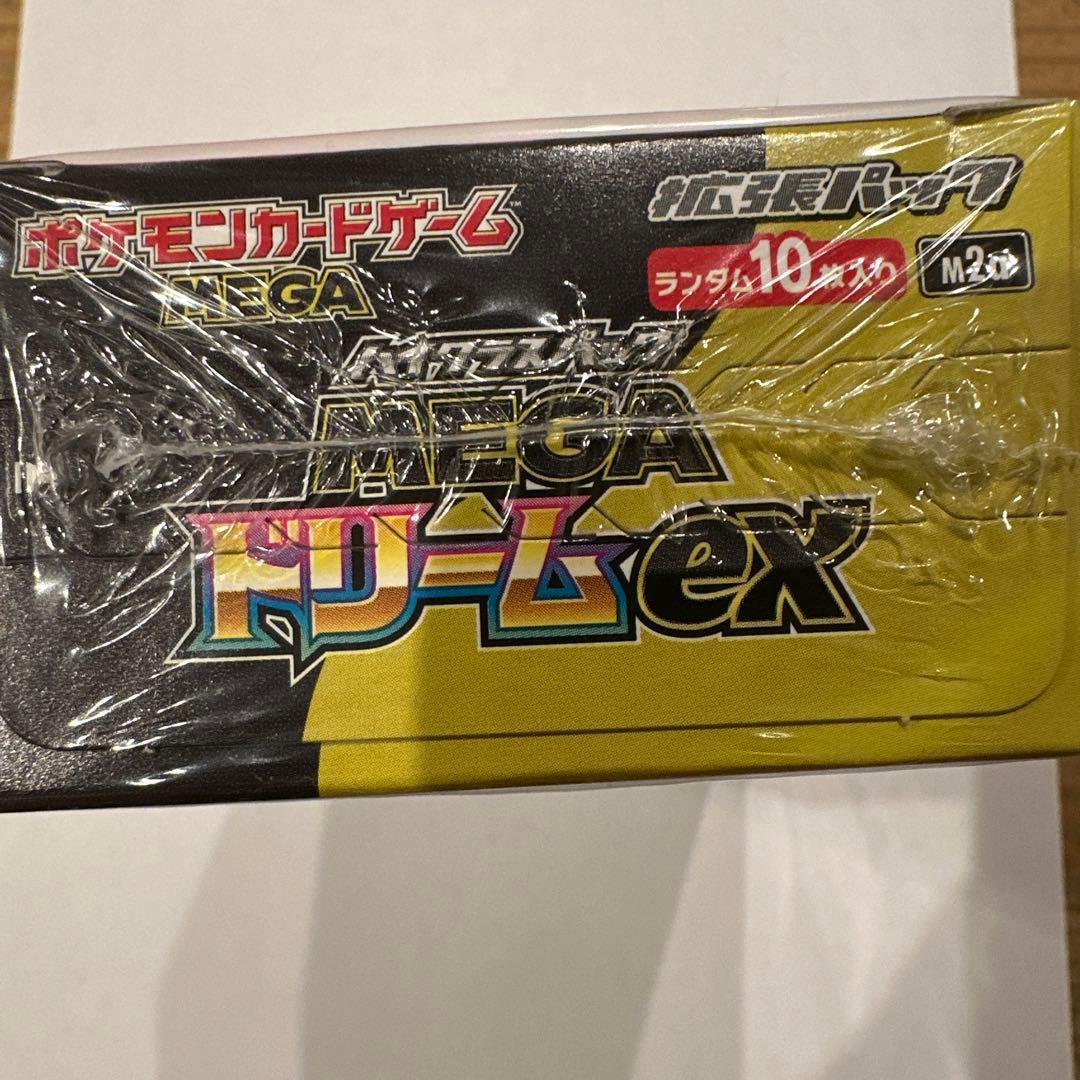 ポケモンカードゲーム™
MEGA
拡張パック
ランダム10枚入り
M2a
ハイクラスパック
MEGA
ドリームex